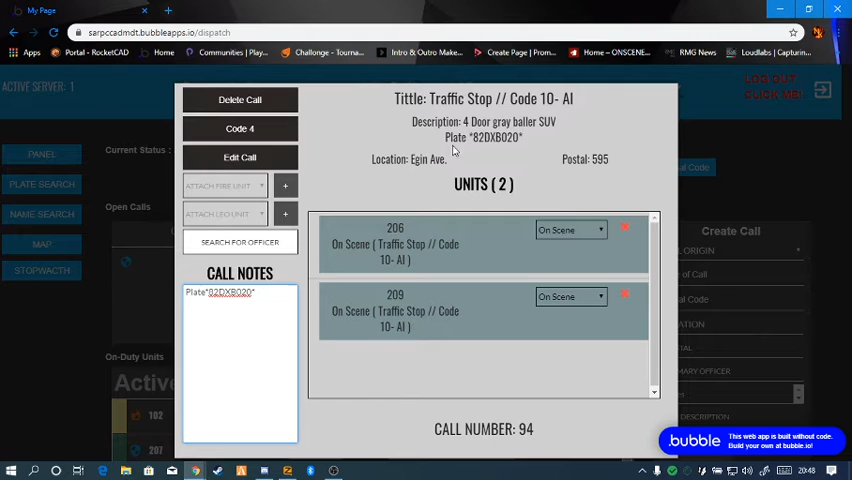 My Page
sarpccadmdt.bubbleapps.io/dispatch
Apps
Portal - RocketCAD
Communities | Play...
Challenge - Tourna...
Intro & Outro Make...
Create Page | Prom...
Home – ONSCENE...
RMG News
Loudlabs | Capturin...
ACTIVE SERVER: 1
LOG OUT
CLICK ME!
PANEL
PLATE SEARCH
NAME SEARCH
MAP
STOPWACTH
Current Status :
Open Calls
On-Duty Units
Active
102
207
Delete Call
Code 4
Edit Call
ATTACH FIRE UNIT
+
ATTACH LEO UNIT
+
SEARCH FOR OFFICER
CALL NOTES
Plate*82DXB020*
Tittle: Traffic Stop // Code 10- AI
Description: 4 Door gray baller SUV
Plate *82DXB020*
Location: Egin Ave.
Postal: 595
UNITS ( 2 )
206
On Scene ( Traffic Stop // Code
10- AI )
On Scene
209
On Scene ( Traffic Stop // Code
10- AI )
On Scene
CALL NUMBER: 94
Create Call
.bubble
This web app is built without code.
Build your own at bubble.io!
20:48